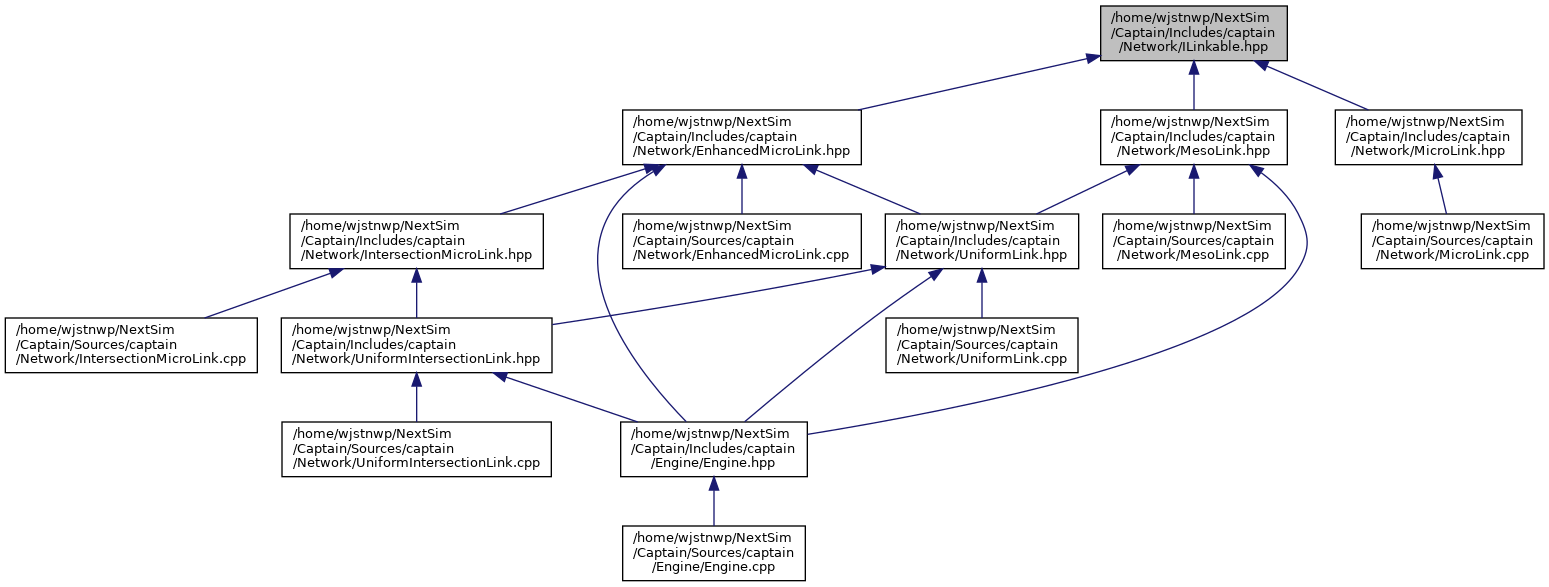 /home/wjstnwp/NextSim
/Captain/Includes/captain
/Network/ILinkable.hpp
/home/wjstnwp/NextSim
/Captain/Includes/captain
/Network/EnhancedMicroLink.hpp
/home/wjstnwp/NextSim
/Captain/Includes/captain
/Network/MesoLink.hpp
/home/wjstnwp/NextSim
/Captain/Includes/captain
/Network/MicroLink.hpp
/home/wjstnwp/NextSim
/Captain/Includes/captain
/Network/IntersectionMicroLink.hpp
/home/wjstnwp/NextSim
/Captain/Sources/captain
/Network/EnhancedMicroLink.cpp
/home/wjstnwp/NextSim
/Captain/Includes/captain
/Network/UniformLink.hpp
/home/wjstnwp/NextSim
/Captain/Sources/captain
/Network/MesoLink.cpp
/home/wjstnwp/NextSim
/Captain/Sources/captain
/Network/MicroLink.cpp
/home/wjstnwp/NextSim
/Captain/Sources/captain
/Network/IntersectionMicroLink.cpp
/home/wjstnwp/NextSim
/Captain/Includes/captain
/Network/UniformIntersectionLink.hpp
/home/wjstnwp/NextSim
/Captain/Sources/captain
/Network/UniformLink.cpp
/home/wjstnwp/NextSim
/Captain/Sources/captain
/Network/UniformIntersectionLink.cpp
/home/wjstnwp/NextSim
/Captain/Includes/captain
/Engine/Engine.hpp
/home/wjstnwp/NextSim
/Captain/Sources/captain
/Engine/Engine.cpp